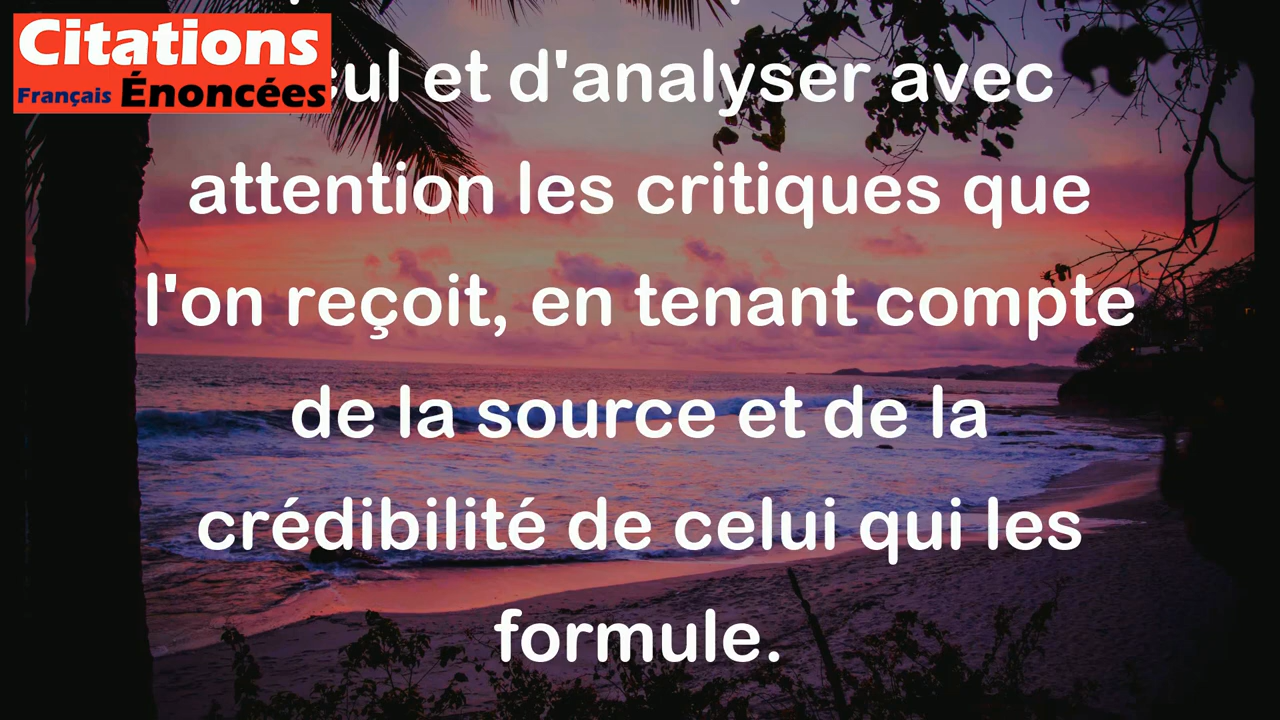 Citations
Français Énoncées
et d'analyser avec
attention les critiques que
l'on reçoit, en tenant compte
de la source et de la
crédibilité de celui qui les
formule.